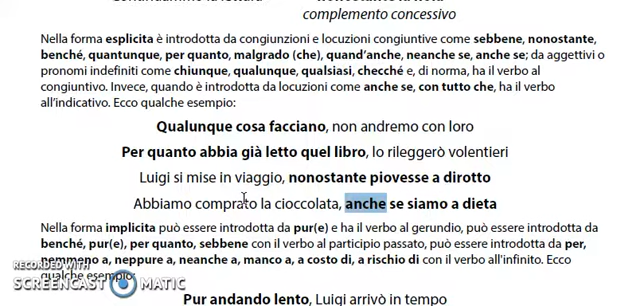 complemento concessivo
Nella forma esplicita è introdotta da congiunzioni e locuzioni congiuntive come sebbene, nonostante,
benché, quantunque, per quanto, malgrado (che), quand'anche, neanche se, anche se; da aggettivi o
pronomi indefiniti come chiunque, qualunque, qualsiasi, checché e, di norma, ha il verbo al
congiuntivo. Invece, quando è introdotta da locuzioni come anche se, con tutto che, ha il verbo
all'indicativo. Ecco qualche esempio:
Qualunque cosa facciano, non andremo con loro
Per quanto abbia già letto quel libro, lo rileggerò volentieri
Luigi si mise in viaggio, nonostante piovesse a dirotto
Abbiamo comprato la cioccolata, anche se siamo a dieta
Nella forma implicita può essere introdotta da pur(e) e ha il verbo al gerundio, può essere introdotta da
benché, pur(e), per quanto, sebbene con il verbo al participio passato, può essere introdotta da per,
nemmeno a, neppure a, neanche a, manco a, a costo di, a rischio di con il verbo all'infinito. Ecco
qualche esempio:
RECORDED WITH
SCREENCAST MATIC
Pur andando lento, Luigi arrivò in tempo